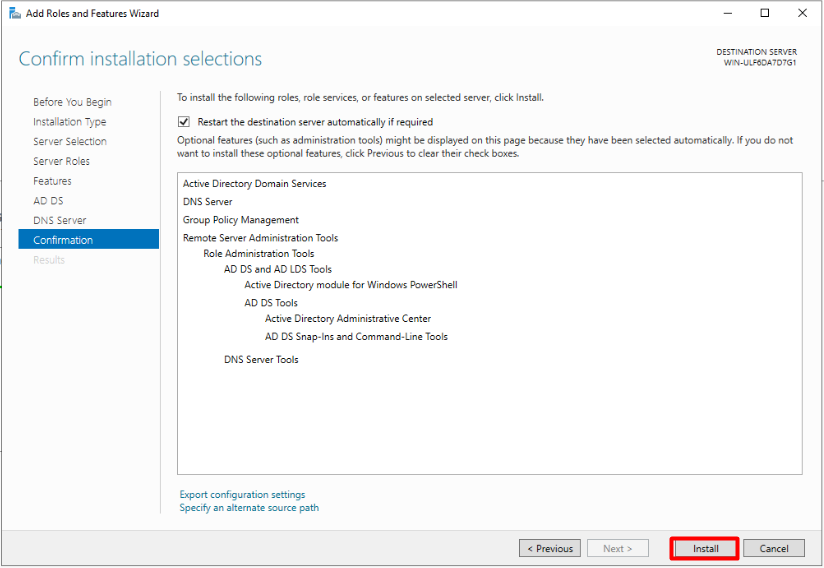 Add Roles and Features Wizard
Confirm installation selections
DESTINATION SERVER
WIN-ULF6DA7D7G1
Before You Begin
Installation Type
Server Selection
Server Roles
Features
AD DS
DNS Server
Confirmation
Results
To install the following roles, role services, or features on selected server, click Install.
Restart the destination server automatically if required
Optional features (such as administration tools) might be displayed on this page because they have been selected automatically. If you do not
want to install these optional features, click Previous to clear their check boxes.
Active Directory Domain Services
DNS Server
Group Policy Management
Remote Server Administration Tools
Role Administration Tools
AD DS and AD LDS Tools
Active Directory module for Windows PowerShell
AD DS Tools
Active Directory Administrative Center
AD DS Snap-Ins and Command-Line Tools
DNS Server Tools
Export configuration settings
Specify an alternate source path
< Previous
Next >
Install
Cancel